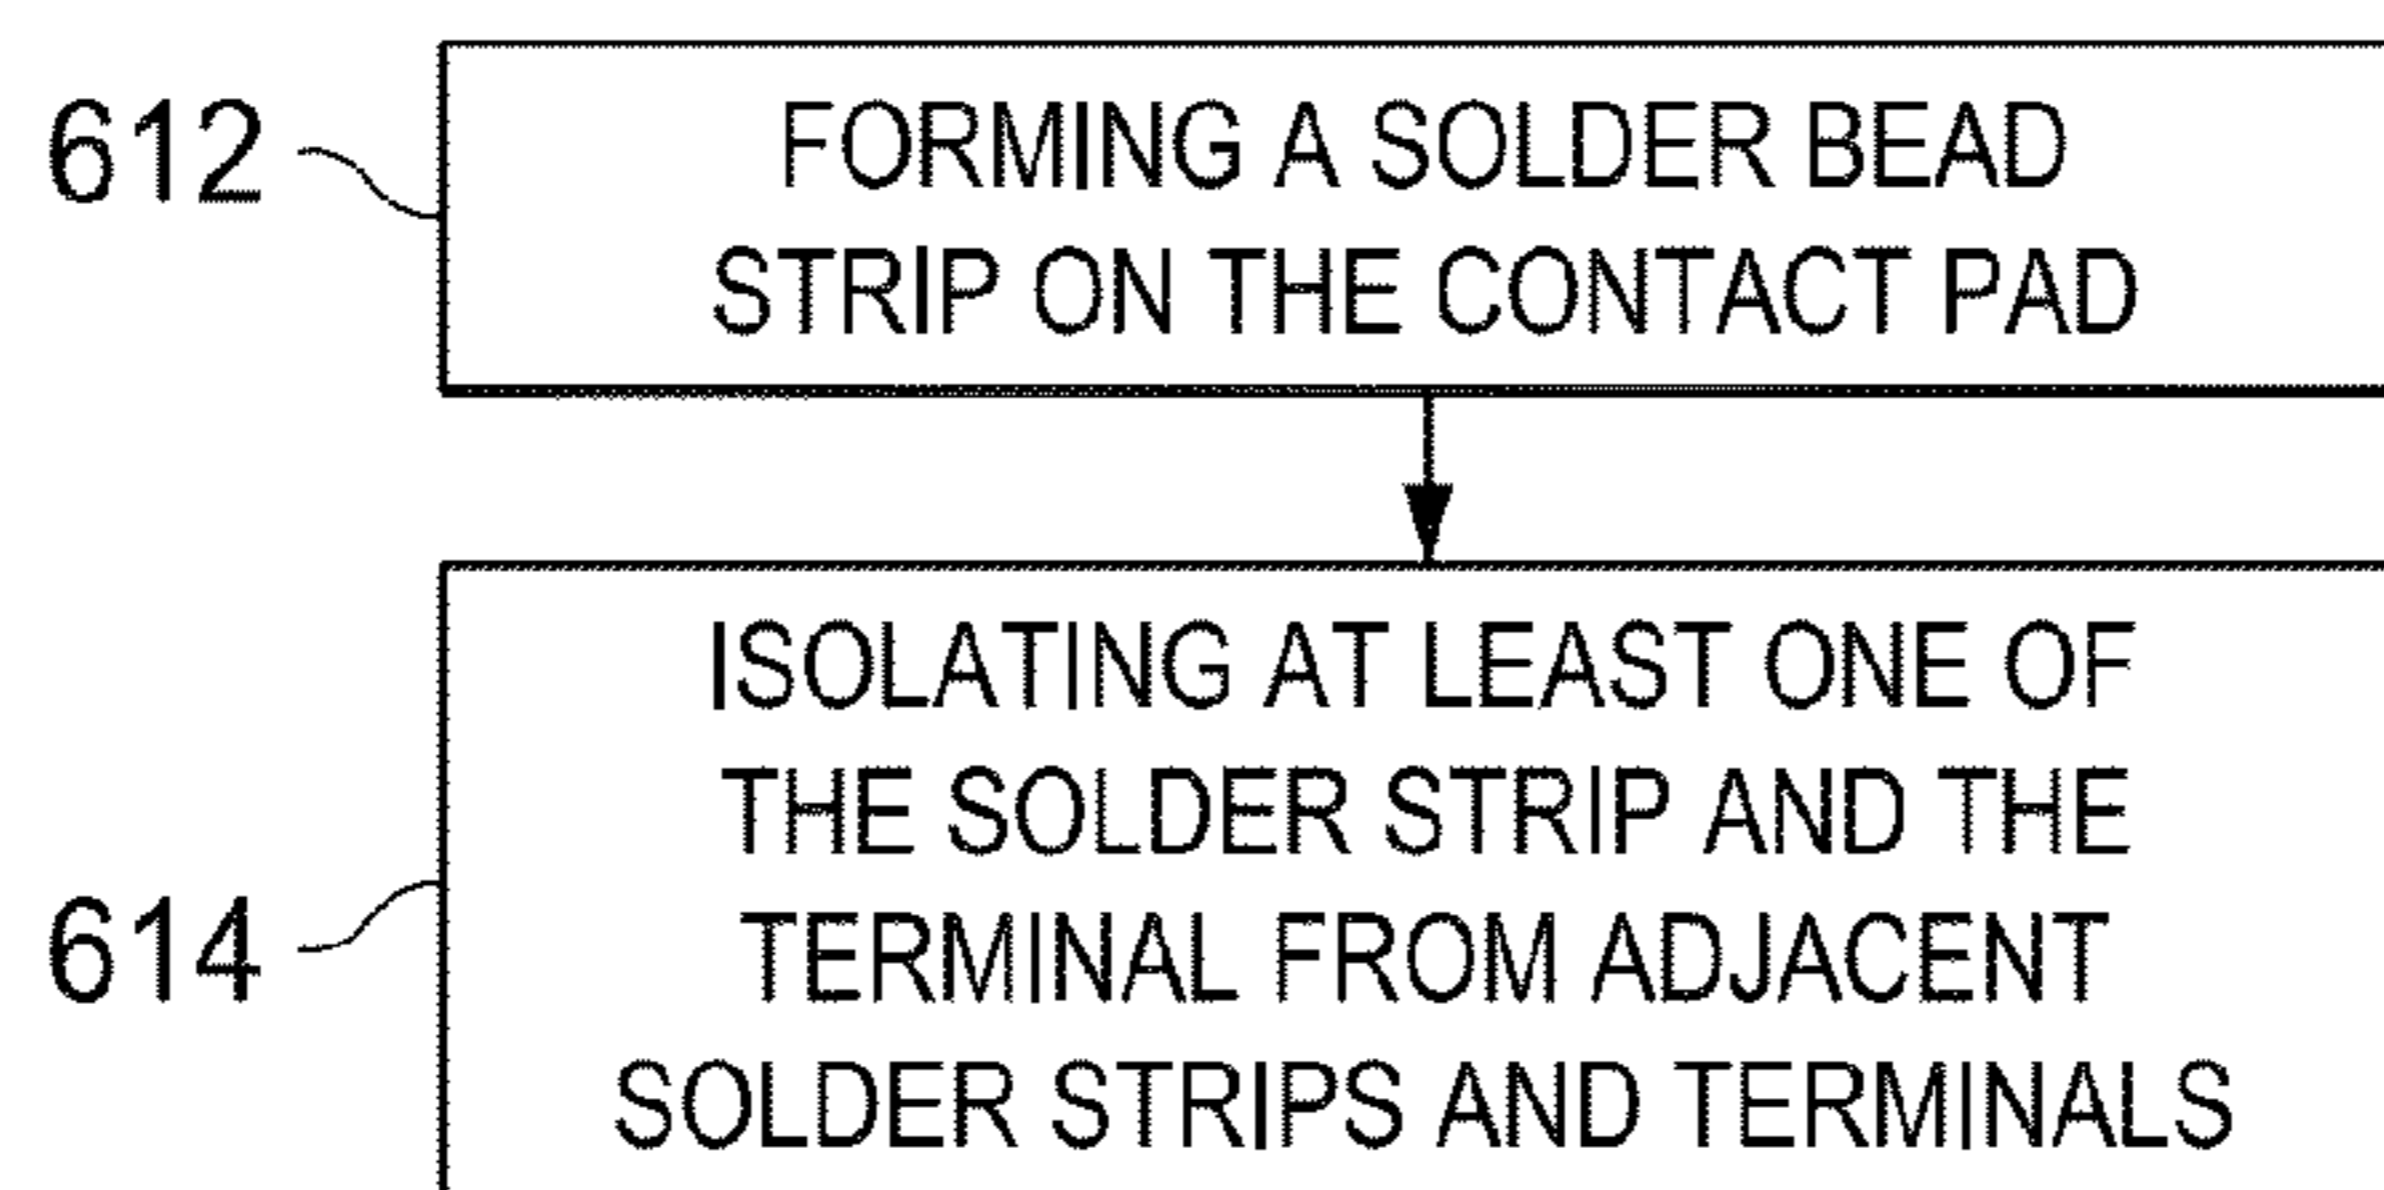 612
FORMING A SOLDER BEAD
STRIP ON THE CONTACT PAD
614
ISOLATING AT LEAST ONE OF
THE SOLDER STRIP AND THE
TERMINAL FROM ADJACENT
SOLDER STRIPS AND TERMINALS